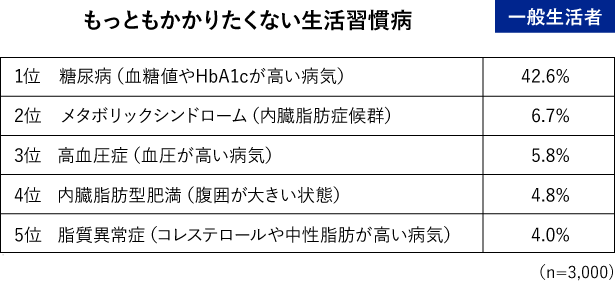 もっともかかりたくない生活習慣病 一般生活者
1位 糖尿病（血糖値やHbA1cが高い病気） 42.6%
2位 メタボリックシンドローム（内臓脂肪症候群） 6.7%
3位 高血圧症（血圧が高い病気） 5.8%
4位 内臓脂肪型肥満（腹囲が大きい状態） 4.8%
5位 脂質異常症（コレステロールや中性脂肪が高い病気） 4.0%
（n=3,000）